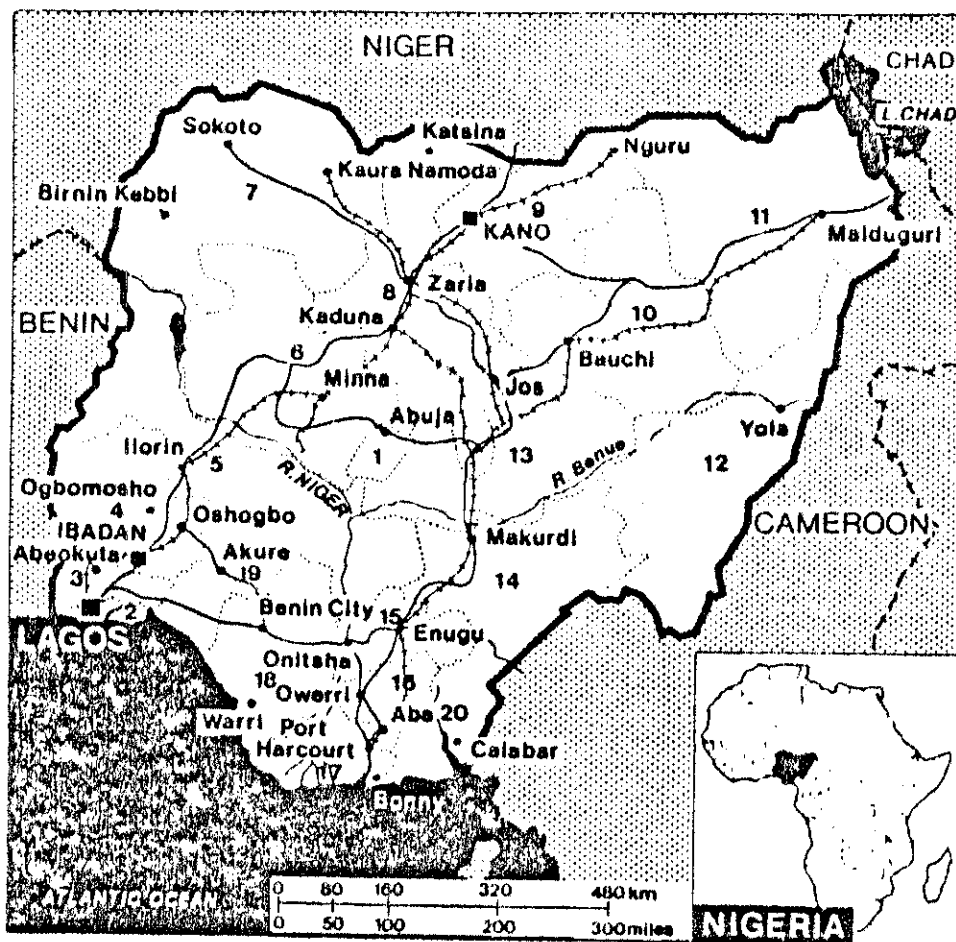 NIGER
CHAD
L. CHAD
Sokoto
Katsina
Nguru
Kaura Namoda
Birnin Kebbi
7
9
11
KANO
Maiduguri
Zaria
8
BENIN
Kaduna
10
6
Bauchi
Minna
Jos
Abuja
Yola
Ilorin
5
1
13
R. Benue
12
R. NIGER
Ogbomosho
4
Oshogbo
CAMEROON
IBADAN
Makurdi
Abeokuta
Akure
3
19
14
2
Benin City
15
LAGOS
Enugu
Onitsha
18
16
Owerri
Aba
20
Warri
Port
Harcourt
Calabar
17
Bonny
ATLANTIC OCEAN
0 80 160 320 480 km
0 50 100 200 300 miles
NIGERIA